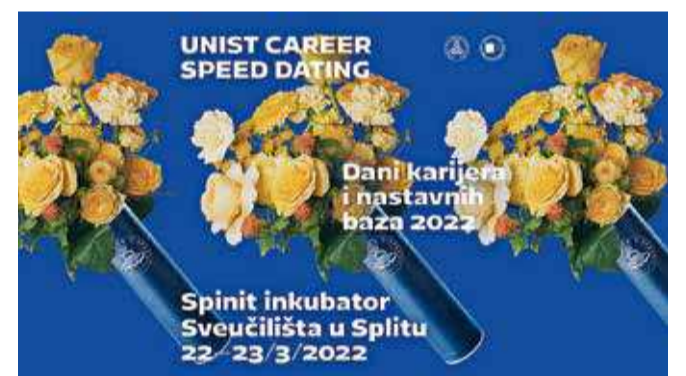 UNIST CAREER
SPEED DATING
Dani karijera
i nastavnih
baza 2022
Spinit inkubator
Sveučilišta u Splitu
22–23/3/2022